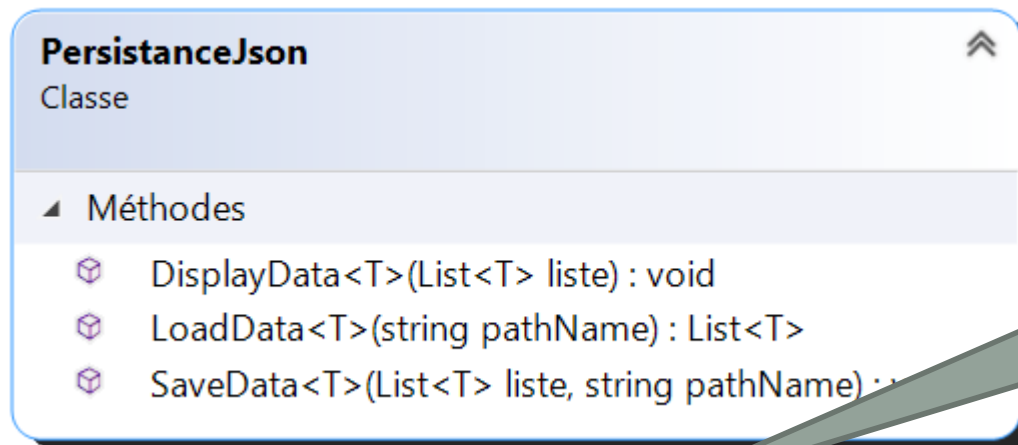 PersistanceJson
Classe
Méthodes
DisplayData<T>(List<T> liste) : void
LoadData<T>(string pathName) : List<T>
SaveData<T>(List<T> liste, string pathName) :